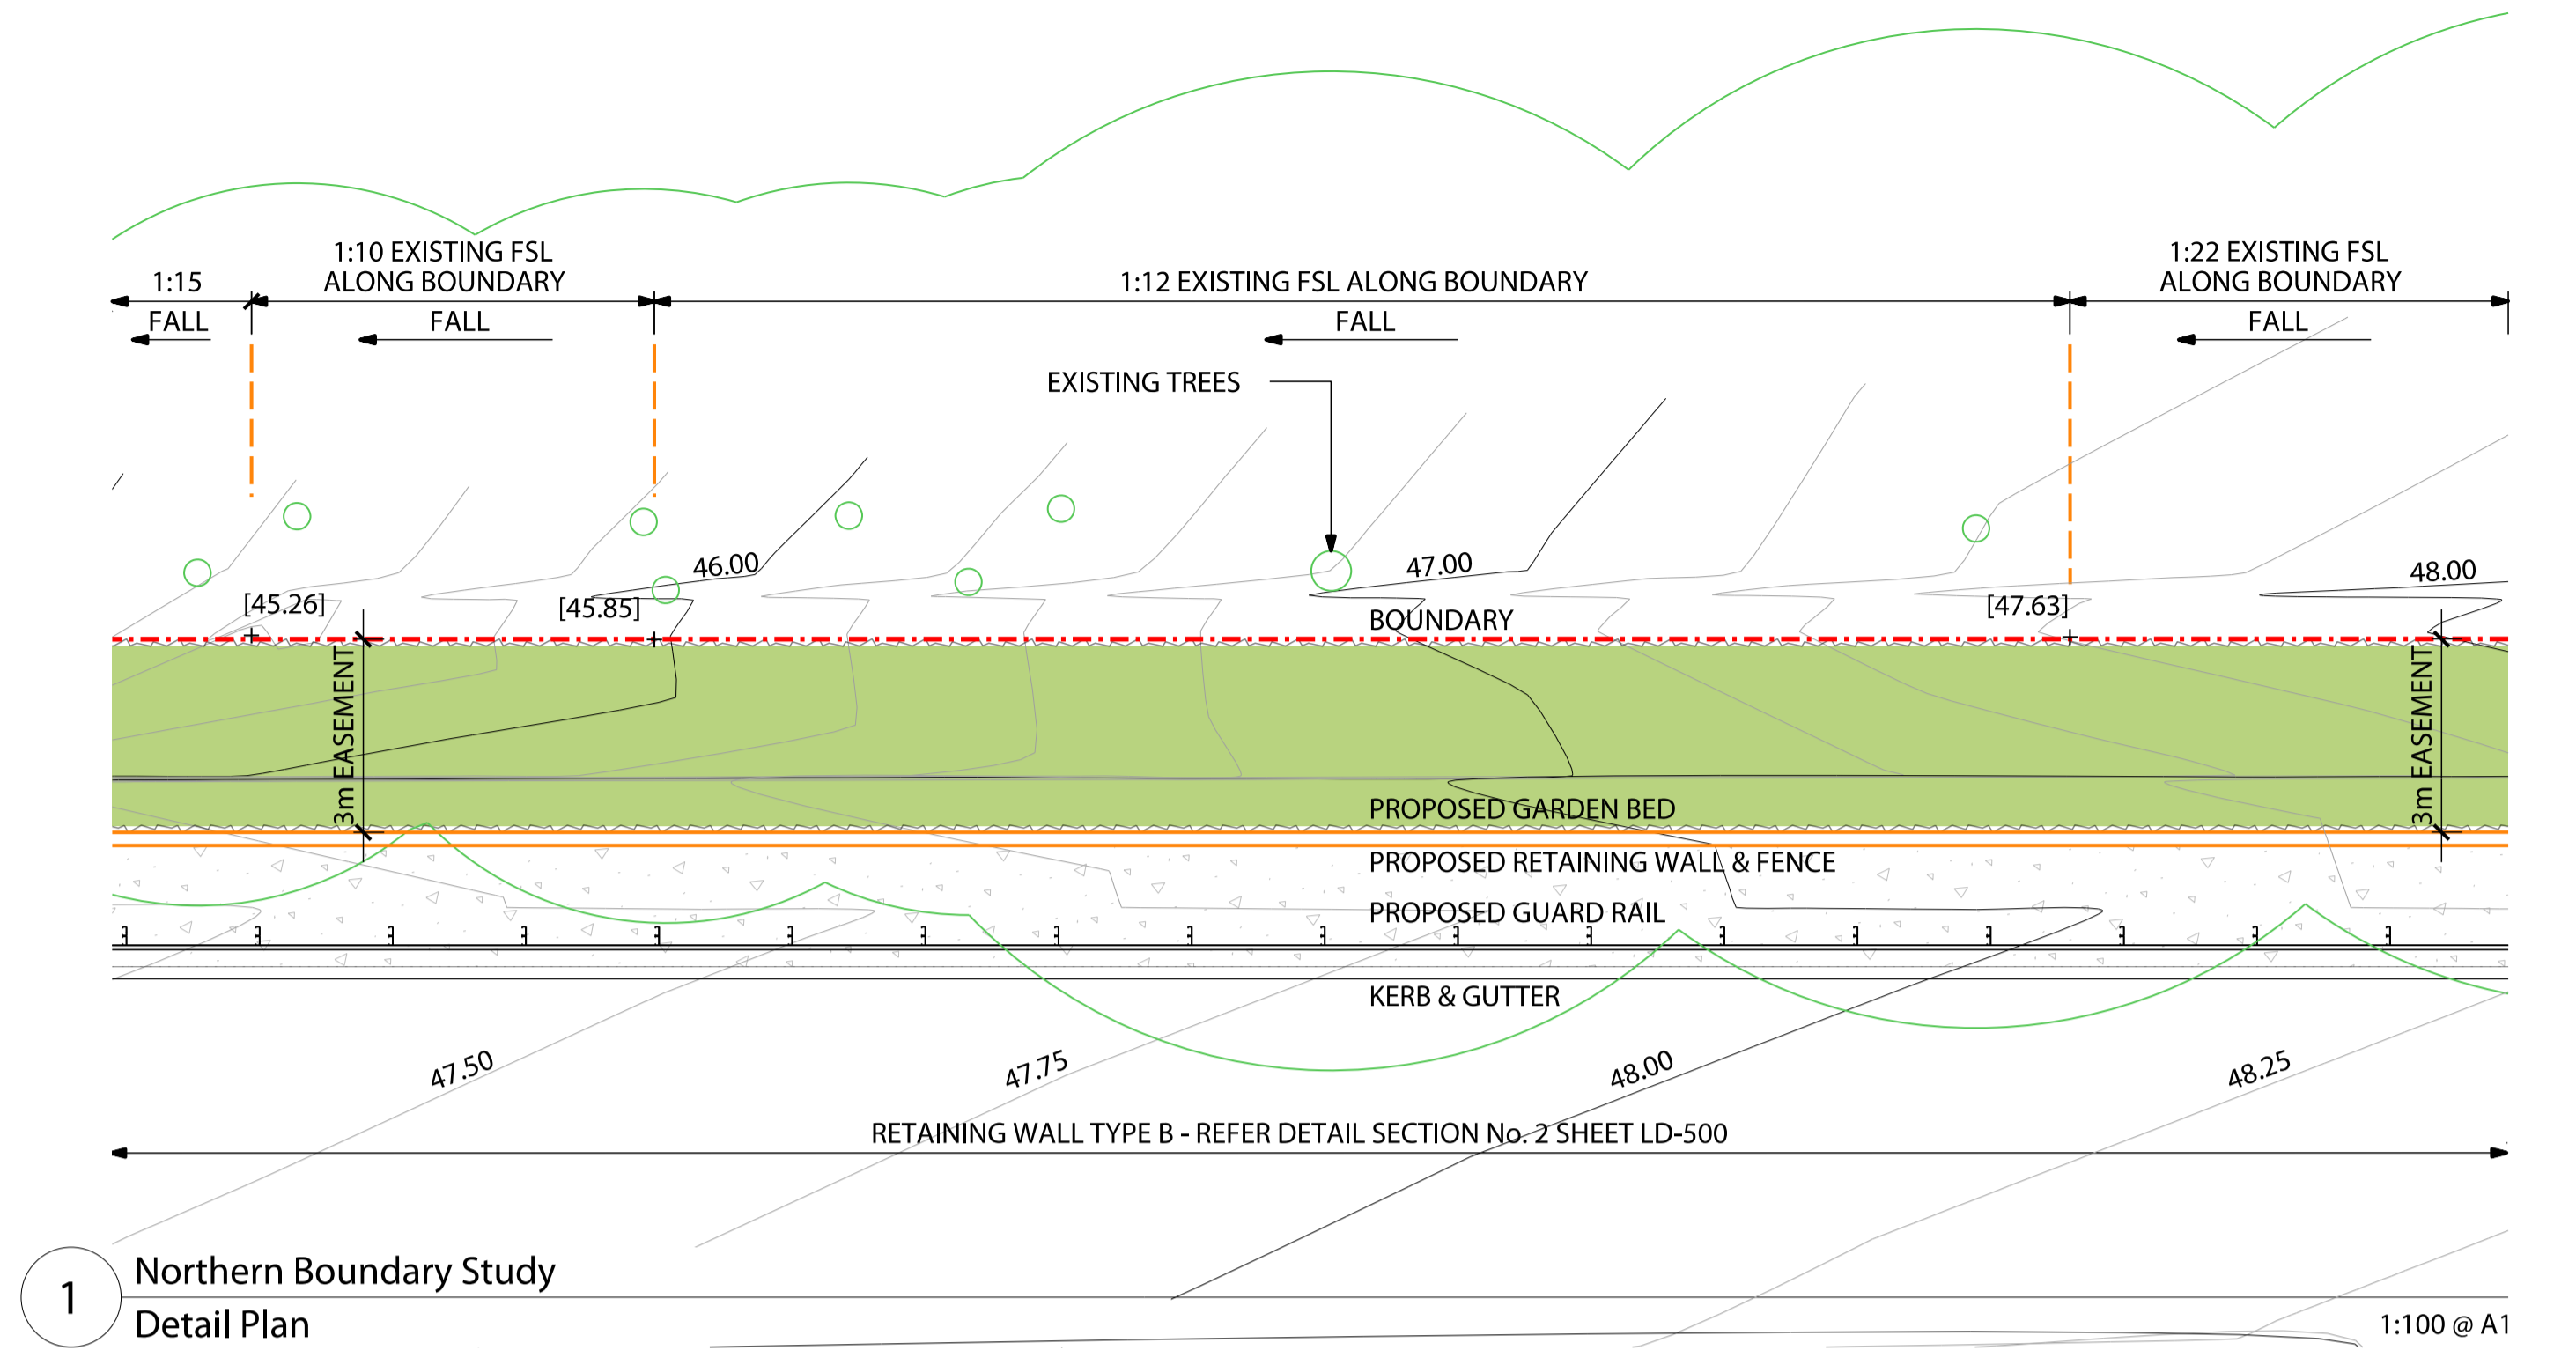 1:15
FALL
1:10 EXISTING FSL
ALONG BOUNDARY
FALL
1:12 EXISTING FSL ALONG BOUNDARY
FALL
1:22 EXISTING FSL
ALONG BOUNDARY
FALL
EXISTING TREES
46.00
47.00
48.00
[45.26]
[45.85]
[47.63]
BOUNDARY
3m EASEMENT
3m EASEMENT
PROPOSED GARDEN BED
PROPOSED RETAINING WALL & FENCE
PROPOSED GUARD RAIL
KERB & GUTTER
47.50
47.75
48.00
48.25
RETAINING WALL TYPE B - REFER DETAIL SECTION No. 2 SHEET LD-500
1
Northern Boundary Study
Detail Plan
1:100 @ A1